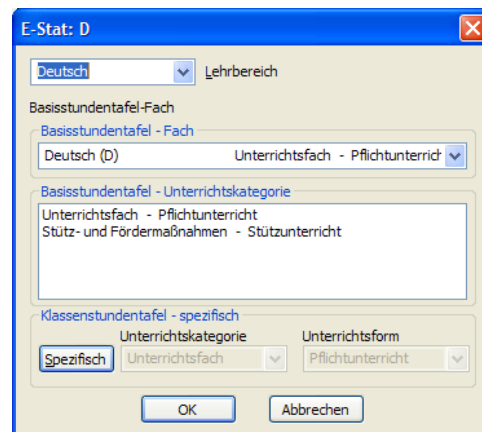 E-Stat: D
Deutsch Lehrbereich
Basisstundentafel-Fach
Basisstundentafel - Fach
Deutsch (D) Unterrichtsfach - Pflichtunterricht
Basisstundentafel - Unterrichtskategorie
Unterrichtsfach - Pflichtunterricht
Stütz- und Fördermaßnahmen - Stützunterricht
Klassenstundentafel - spezifisch
Unterrichtskategorie Unterrichtsform
Spezifisch Unterrichtsfach Pflichtunterricht
OK Abbrechen